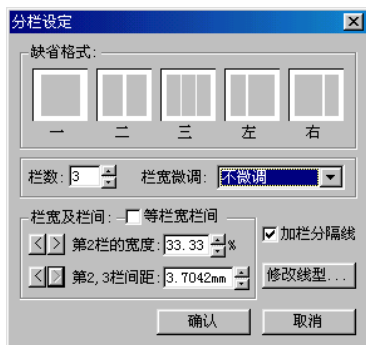 分栏设定
缺省格式:
一 二 三 左 右
栏数: 3 栏宽微调: 不微调
栏宽及栏间: 等栏宽栏间
< > 第2栏的宽度: 33.33 % 加栏分隔线
< > 第2,3栏间距: 3.7042mm 修改线型...
确认 取消